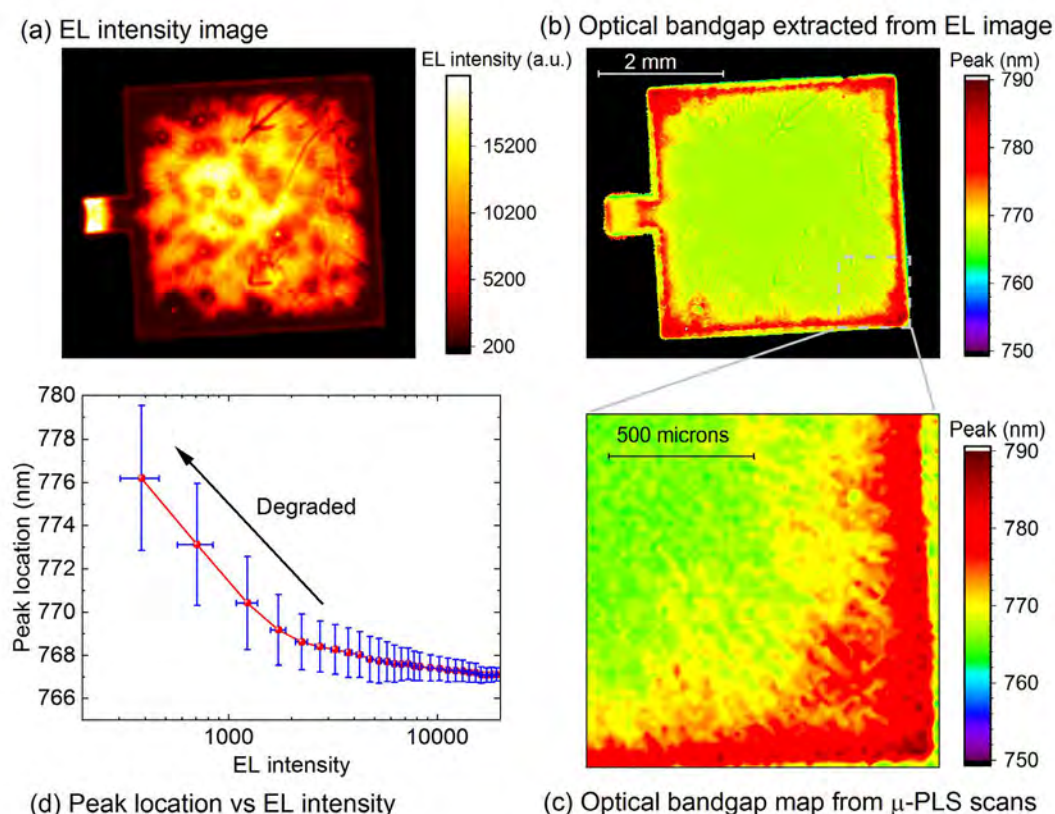 (a) EL intensity image
EL intensity (a.u.)
15200
10200
5200
200
(b) Optical bandgap extracted from EL image
2 mm
Peak (nm)
790
780
770
760
750
780
778
776
774
772
770
768
766
Peak location (nm)
Degraded
1000
10000
EL intensity
(d) Peak location vs EL intensity
500 microns
Peak (nm)
790
780
770
760
750
(c) Optical bandgap map from μ-PLS scans